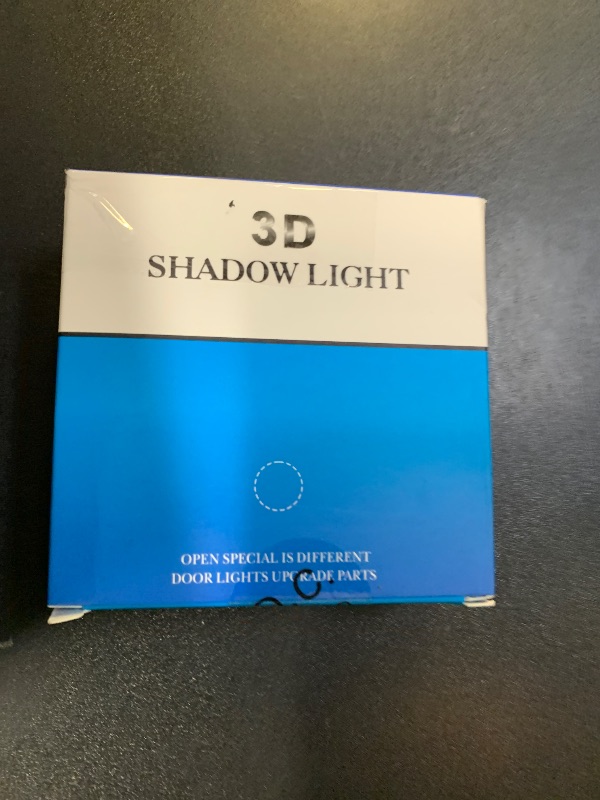 3D
SHADOW LIGHT
OPEN SPECIAL IS DIFFERENT
DOOR LIGHTS UPGRADE PARTS